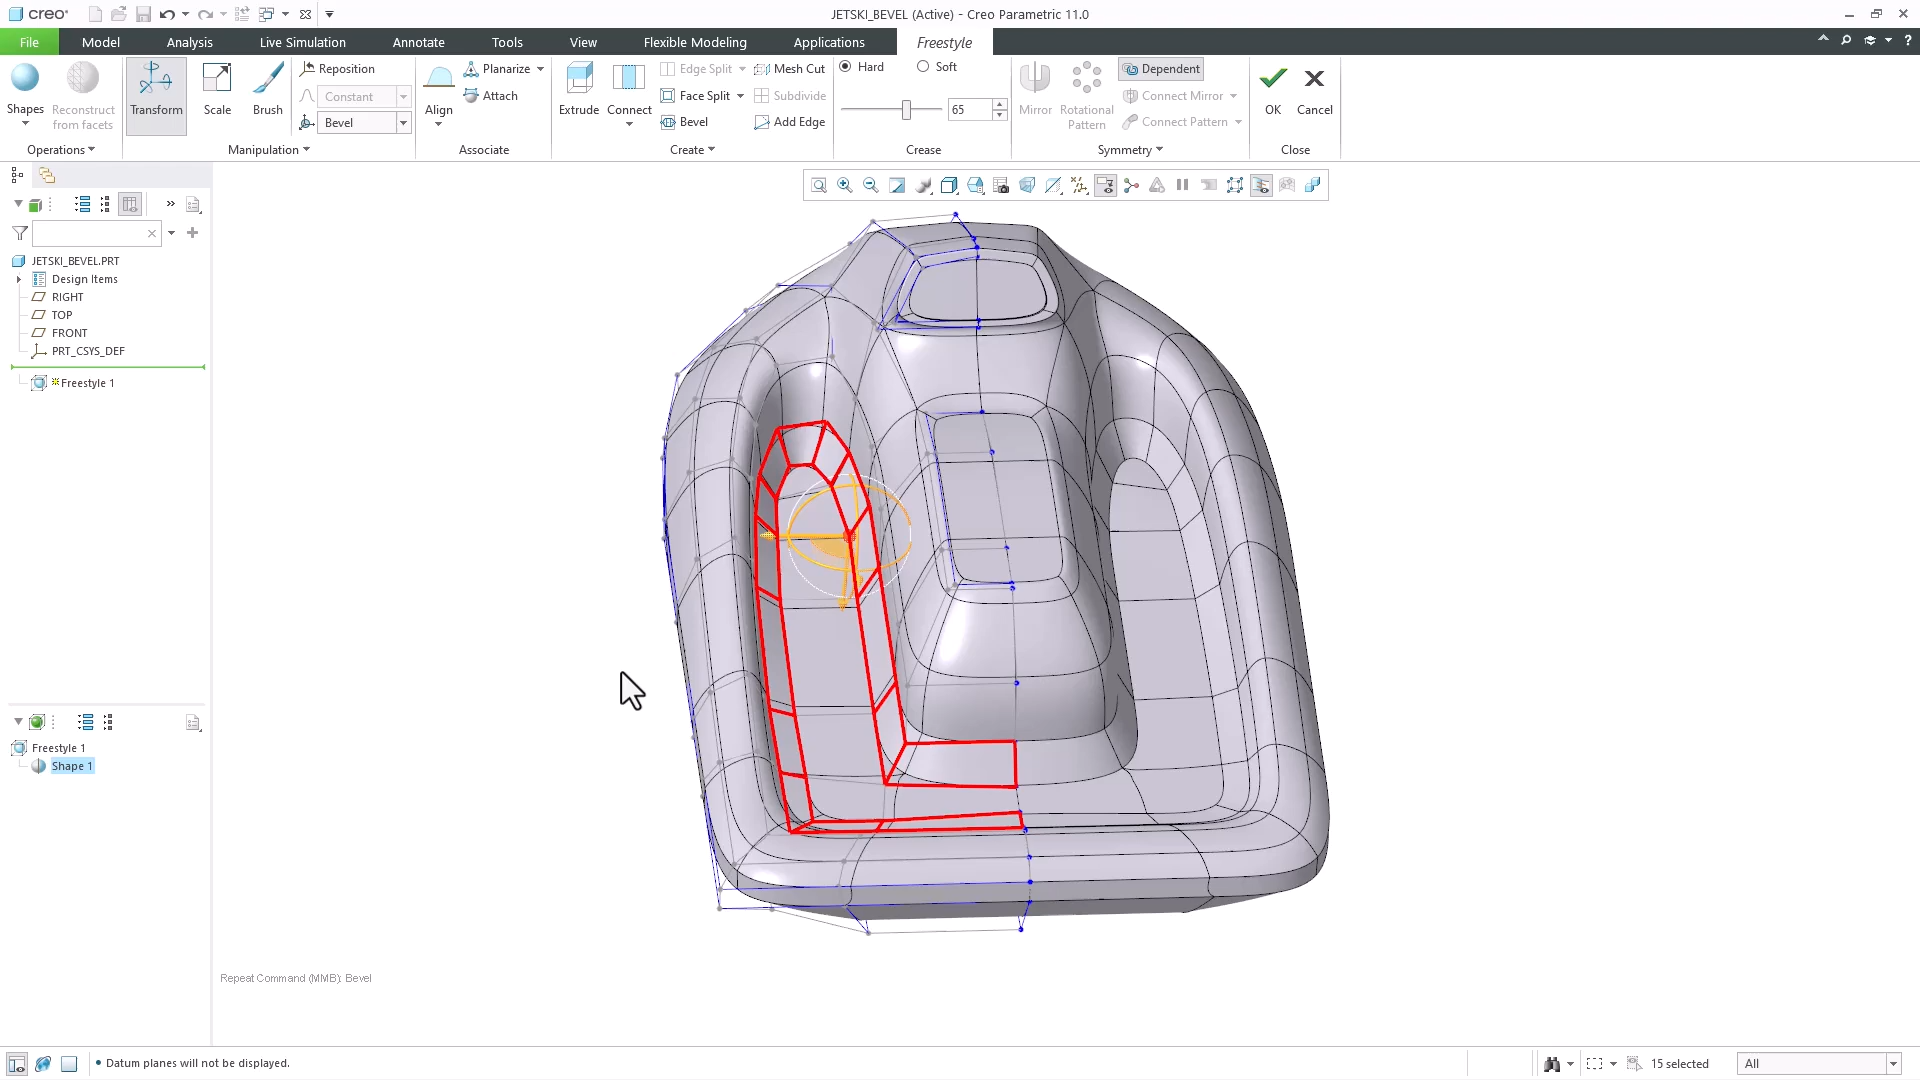 creo
JETSKI_BEVEL (Active) - Creo Parametric 11.0
File Model Analysis Live Simulation Annotate Tools View Flexible Modeling Applications Freestyle
Shapes
Reconstruct from facets
Operations
Transform
Scale
Brush
Reposition
Constant
Bevel
Manipulation
Align
Planarize
Attach
Associate
Extrude
Connect
Edge Split
Face Split
Bevel
Mesh Cut
Subdivide
Add Edge
Create
Hard Soft
65
Crease
Mirror
Rotational Pattern
Dependent
Connect Mirror
Connect Pattern
Symmetry
OK
Cancel
Close
JETSKI_BEVEL.PRT
Design Items
RIGHT
TOP
FRONT
PRT_CSYS_DEF
Freestyle 1
Freestyle 1
Shape 1
Repeat Command (MMB): Bevel
Datum planes will not be displayed.
15 selected
All